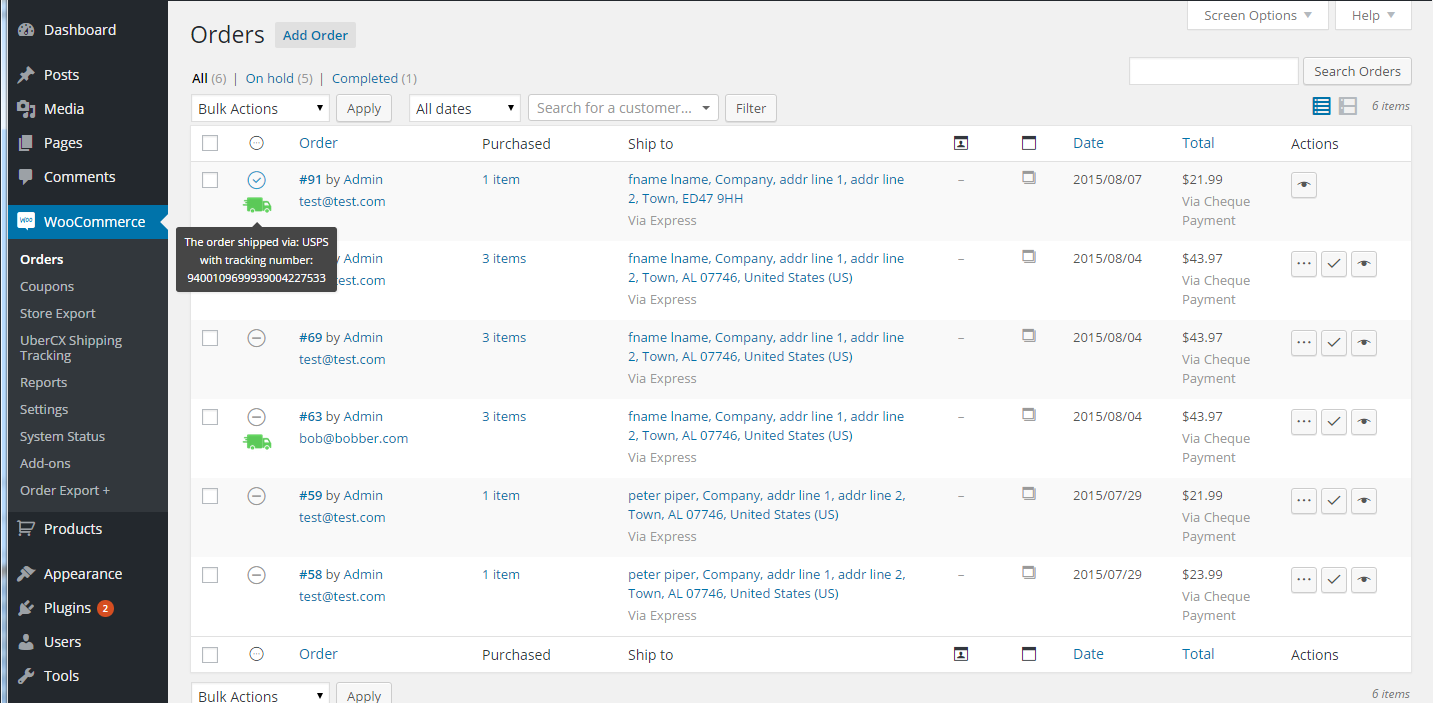 Dashboard
Posts
Media
Pages
Comments
WooCommerce
Orders
Coupons
Store Export
UberCX Shipping
Tracking
Reports
Settings
System Status
Add-ons
Order Export +
Products
Appearance
Plugins 2
Users
Tools
Screen Options
Help
Orders Add Order
All (6) | On hold (5) | Completed (1)
Search Orders
Bulk Actions Apply All dates Search for a customer... Filter
6 items
Order Purchased Ship to Date Total Actions
#91 by Admin
test@test.com
1 item
fname lname, Company, addr line 1, addr line
2, Town, ED47 9HH
Via Express
–
2015/08/07
$21.99
Via Cheque
Payment
The order shipped via: USPS
with tracking number:
9400109699939004227533
Admin
test.com
3 items
fname lname, Company, addr line 1, addr line
2, Town, AL 07746, United States (US)
Via Express
–
2015/08/04
$43.97
Via Cheque
Payment
#69 by Admin
test@test.com
3 items
fname lname, Company, addr line 1, addr line
2, Town, AL 07746, United States (US)
Via Express
–
2015/08/04
$43.97
Via Cheque
Payment
#63 by Admin
bob@bobber.com
3 items
fname lname, Company, addr line 1, addr line
2, Town, AL 07746, United States (US)
Via Express
–
2015/08/04
$43.97
Via Cheque
Payment
#59 by Admin
test@test.com
1 item
peter piper, Company, addr line 1, addr line 2,
Town, AL 07746, United States (US)
Via Express
–
2015/07/29
$21.99
Via Cheque
Payment
#58 by Admin
test@test.com
1 item
peter piper, Company, addr line 1, addr line 2,
Town, AL 07746, United States (US)
Via Express
–
2015/07/29
$23.99
Via Cheque
Payment
Order Purchased Ship to Date Total Actions
Bulk Actions Apply
6 items